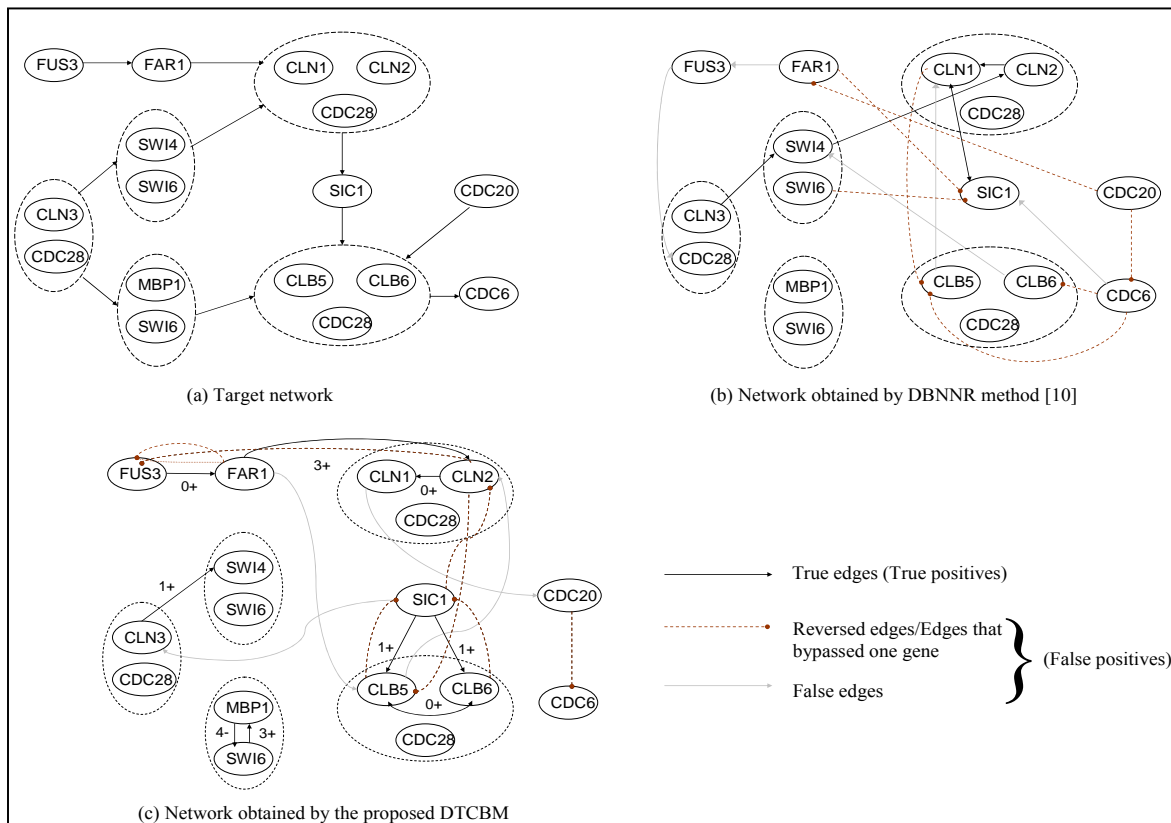 FUS3
FAR1
CLN1
CLN2
CDC28
SWI4
SWI6
SIC1
CDC20
CLN3
CDC28
MBP1
SWI6
CLB5
CLB6
CDC28
CDC6
(a) Target network
FUS3
FAR1
CLN1
CLN2
CDC28
SWI4
SWI6
SIC1
CDC20
CLN3
CDC28
MBP1
SWI6
CLB5
CLB6
CDC28
CDC6
(b) Network obtained by DBNNR method [10]
FUS3
0+
FAR1
3+
CLN1
0+
CLN2
CDC28
1+
SWI4
SWI6
SIC1
CDC20
CLN3
CDC28
1+
1+
CLB5
0+
CLB6
CDC28
CDC6
MBP1
4-
3+
SWI6
(c) Network obtained by the proposed DTCBM
True edges (True positives)
Reversed edges/Edges that
bypassed one gene
(False positives)
False edges